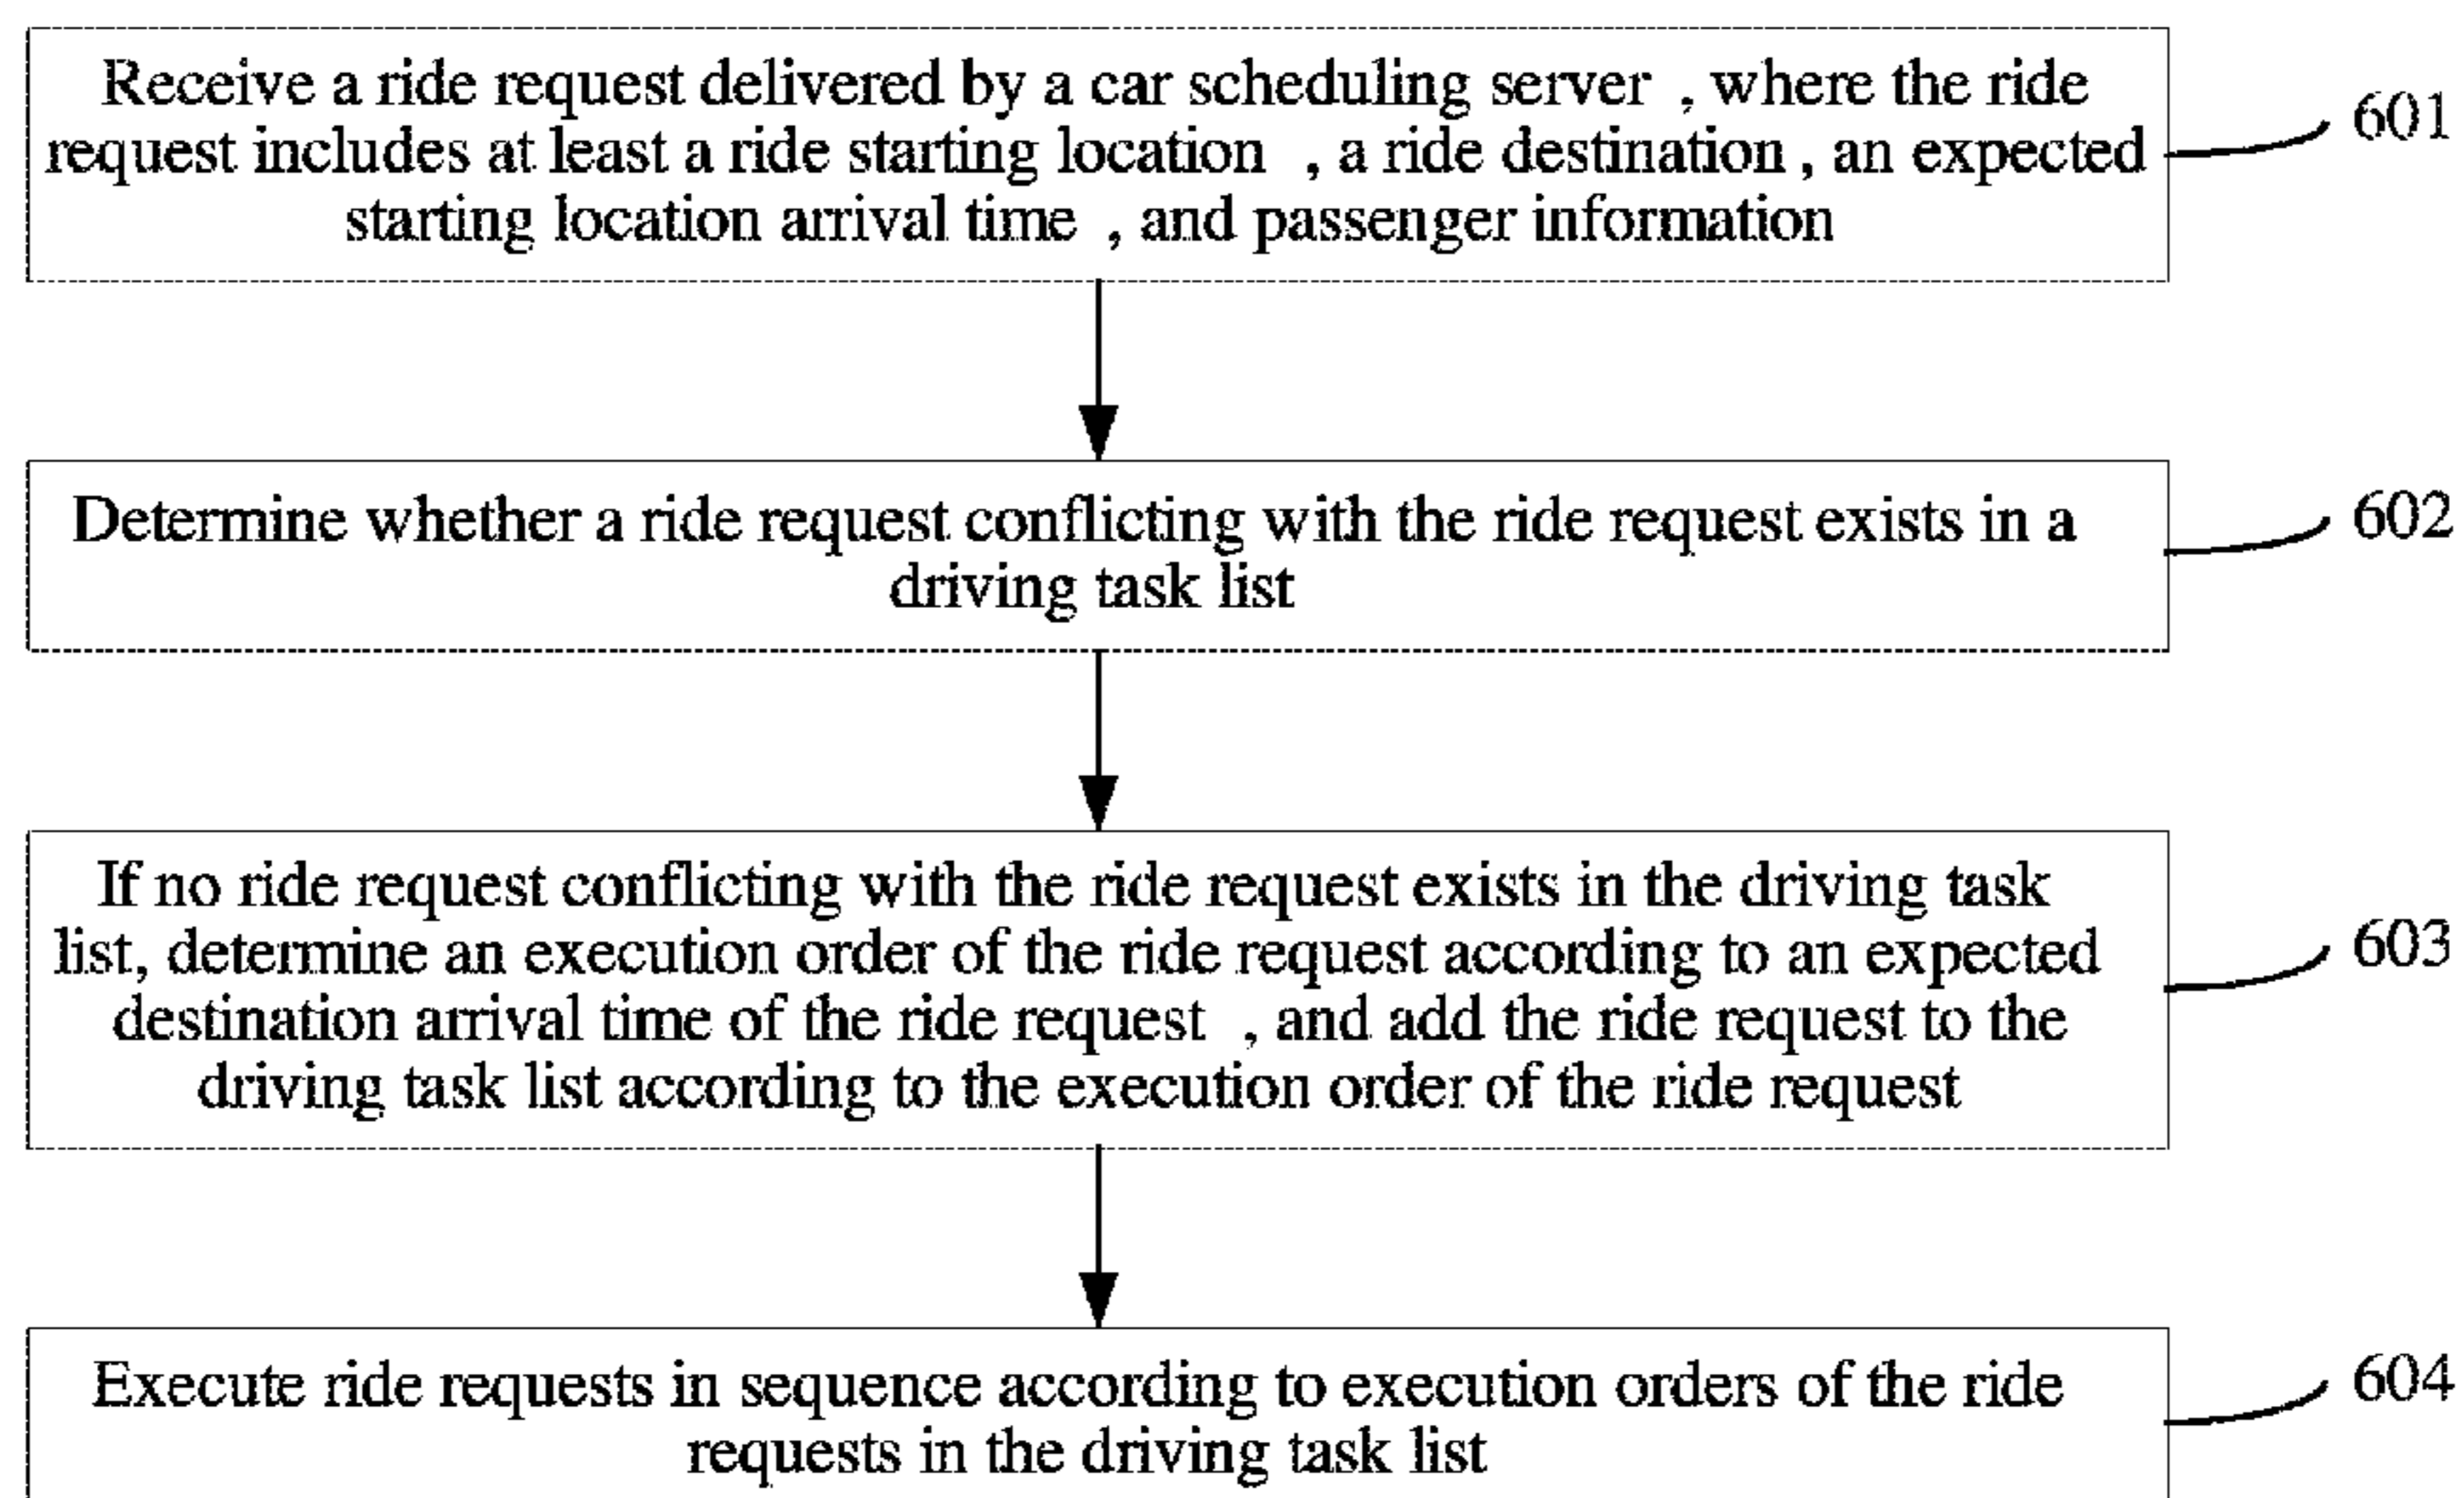 Receive a ride request delivered by a car scheduling server , where the ride
request includes at least a ride starting location , a ride destination , an expected
starting location arrival time , and passenger information
601
Determine whether a ride request conflicting with the ride request exists in a
driving task list
602
If no ride request conflicting with the ride request exists in the driving task
list, determine an execution order of the ride request according to an expected
destination arrival time of the ride request , and add the ride request to the
driving task list according to the execution order of the ride request
603
Execute ride requests in sequence according to execution orders of the ride
requests in the driving task list
604